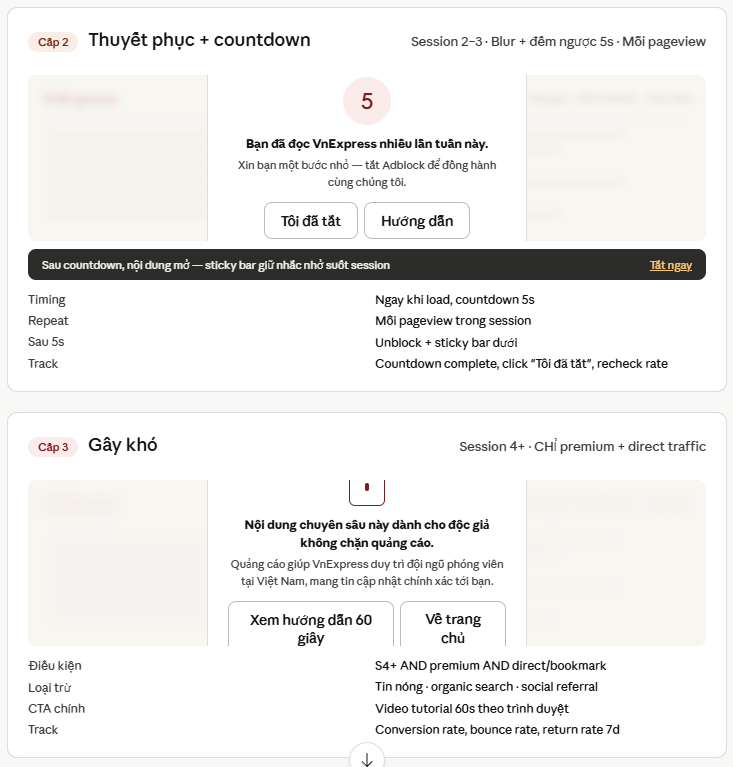 Cấp 2 Thuyết phục + countdown Session 2–3 · Blur + đếm ngược 5s · Mỗi pageview
VnExpress
5
Bạn đã đọc VnExpress nhiều lần tuần này.
Xin bạn một bước nhỏ — tắt Adblock để đồng hành
cùng chúng tôi.
Tôi đã tắt Hướng dẫn
Sau countdown, nội dung mở — sticky bar giữ nhắc nhở suốt session Tắt ngay
Timing Ngay khi load, countdown 5s
Repeat Mỗi pageview trong session
Sau 5s Unblock + sticky bar dưới
Track Countdown complete, click "Tôi đã tắt", recheck rate
Cấp 3 Gây khó Session 4+ · CHỈ premium + direct traffic
Nội dung chuyên sâu này dành cho độc giả
không chặn quảng cáo.
Quảng cáo giúp VnExpress duy trì đội ngũ phóng viên
tại Việt Nam, mang tin cập nhật chính xác tới bạn.
Xem hướng dẫn 60 Về trang
giây chủ
Điều kiện S4+ AND premium AND direct/bookmark
Loại trừ Tin nóng · organic search · social referral
CTA chính Video tutorial 60s theo trình duyệt
Track Conversion rate, bounce rate, return rate 7d